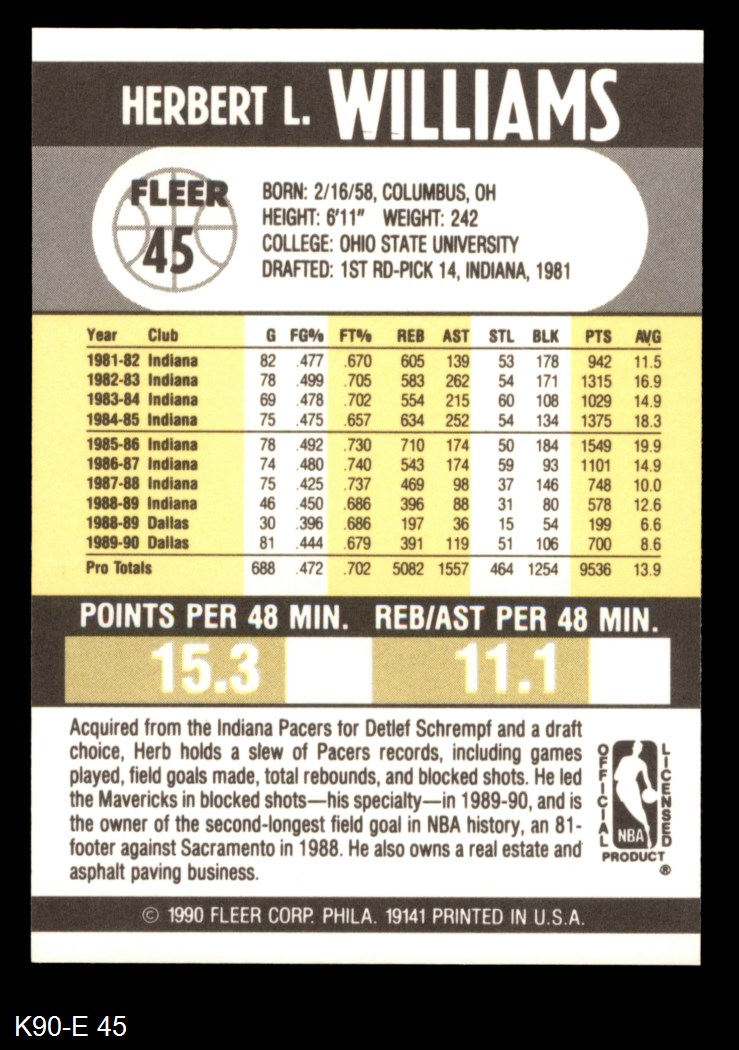 HERBERT L. WILLIAMS
FLEER
45
BORN: 2/16/58, COLUMBUS, OH
HEIGHT: 6'11" WEIGHT: 242
COLLEGE: OHIO STATE UNIVERSITY
DRAFTED: 1ST RD-PICK 14, INDIANA, 1981
Year Club G FG% FT% REB AST STL BLK PTS AVG
1981-82 Indiana 82 .477 .670 605 139 53 178 942 11.5
1982-83 Indiana 78 .499 .705 583 262 54 171 1315 16.9
1983-84 Indiana 69 .478 .702 554 215 60 108 1029 14.9
1984-85 Indiana 75 .475 .657 634 252 54 134 1375 18.3
1985-86 Indiana 78 .492 .730 710 174 50 184 1549 19.9
1986-87 Indiana 74 .480 .740 543 174 59 93 1101 14.9
1987-88 Indiana 75 .425 .737 469 98 37 146 748 10.0
1988-89 Indiana 46 .450 .686 396 88 31 80 578 12.6
1988-89 Dallas 30 .396 .686 197 36 15 54 199 6.6
1989-90 Dallas 81 .444 .679 391 119 51 106 700 8.6
Pro Totals 688 .472 .702 5082 1557 464 1254 9536 13.9
POINTS PER 48 MIN. REB/AST PER 48 MIN.
15.3 11.1
Acquired from the Indiana Pacers for Detlef Schrempf and a draft
choice, Herb holds a slew of Pacers records, including games
played, field goals made, total rebounds, and blocked shots. He led
the Mavericks in blocked shots—his specialty—in 1989-90, and is
the owner of the second-longest field goal in NBA history, an 81-
footer against Sacramento in 1988. He also owns a real estate and
asphalt paving business.
OFFICIAL
NBA
LICENSED
PRODUCT
®
© 1990 FLEER CORP. PHILA. 19141 PRINTED IN U.S.A.
K90-E 45